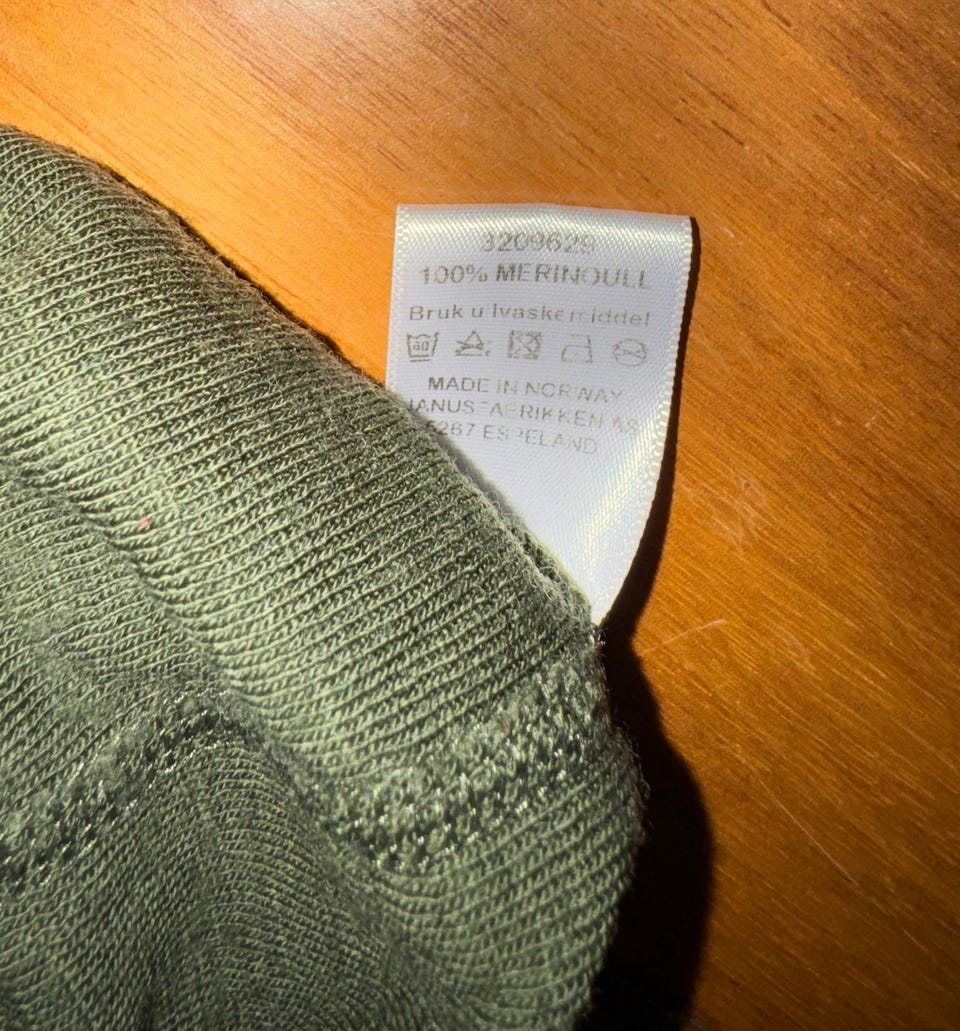 3209629
100% MERINOULL
Bruk ullvaskemiddel
MADE IN NORWAY
JANUSFABRIKKEN AS
5267 ESPELAND